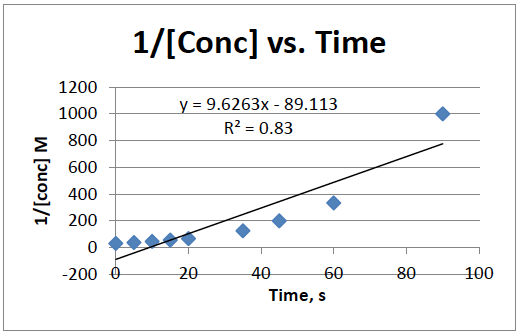 1/[Conc] vs. Time
y = 9.6263x - 89.113
R² = 0.83
1200
1000
800
600
400
200
0
-200
1/[conc] M
0
20
40
60
80
100
Time, s